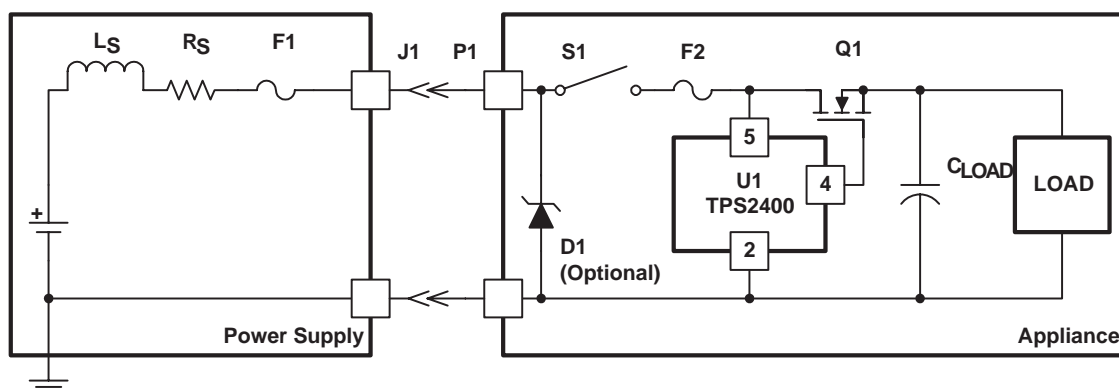 LS
RS
F1
J1
P1
S1
F2
Q1
5
4
U1
TPS2400
CLOAD
LOAD
+
2
D1
(Optional)
Power Supply
Appliance